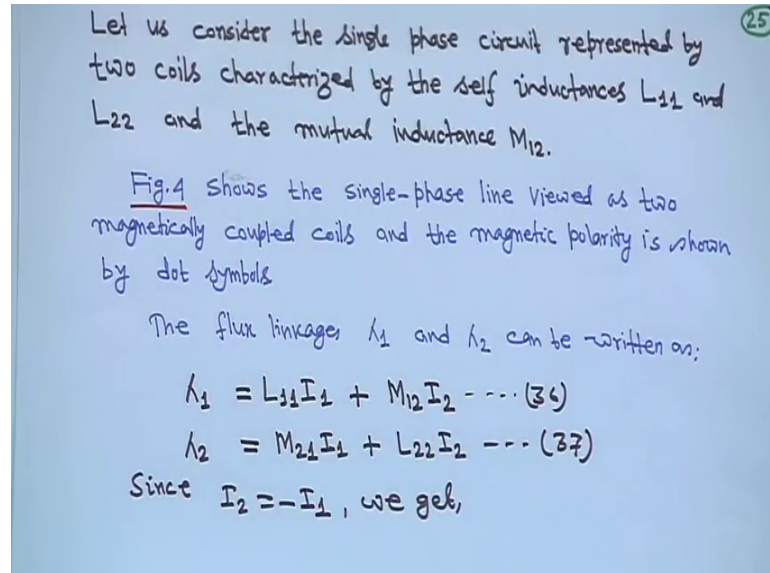 25
Let us consider the single phase circuit represented by
two coils characterized by the self inductances L11 and
L22 and the mutual inductance M12.
Fig.4 shows the single-phase line viewed as two
magnetically coupled coils and the magnetic polarity is shown
by dot symbols
The flux linkages λ1 and λ2 can be written as;
λ1 = L11I1 + M12I2 - - - - (36)
λ2 = M21I1 + L22I2 --- (37)
Since I2 = -I1, we get,